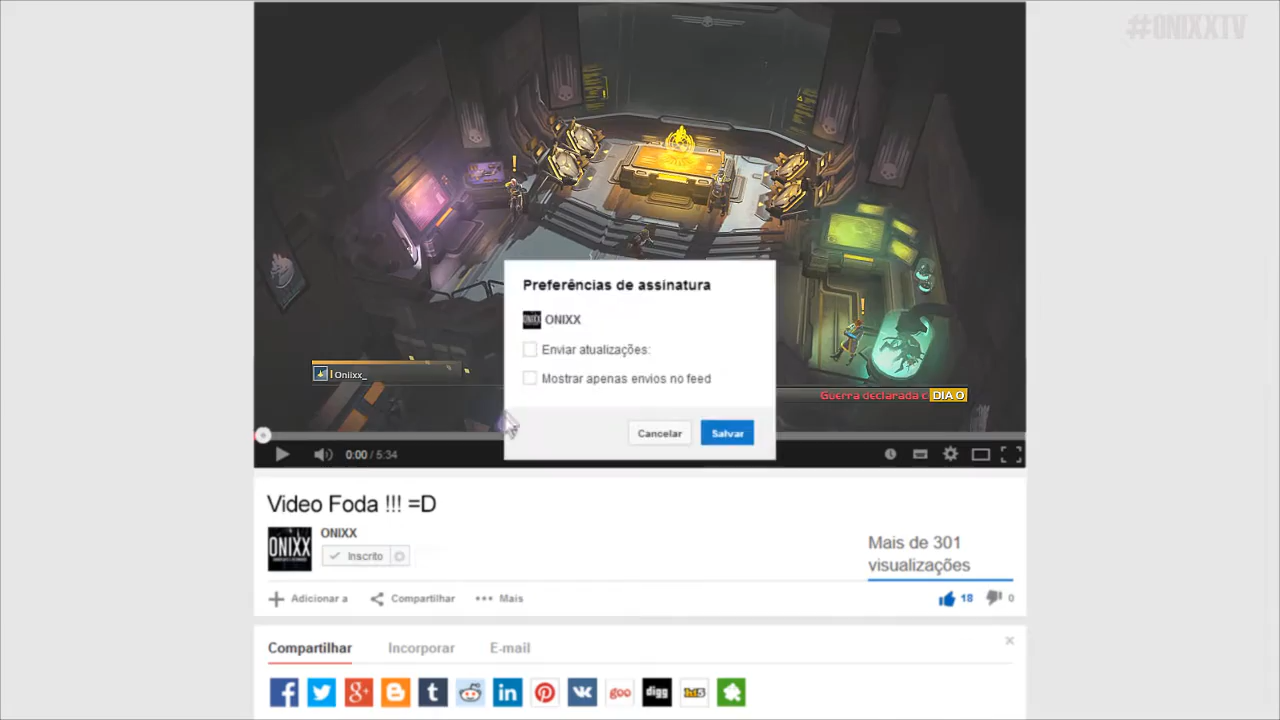 #ONIXXTV
Preferências de assinatura
ONIXX
ONIXX
Enviar atualizações:
Mostrar apenas envios no feed
Oniixx_
Guerra declarada c DIA O
Cancelar
Salvar
0:00 / 5:34
Video Foda !!! =D
ONIXX
ONIXX
Inscrito
Mais de 301
visualizações
Adicionar a
Compartilhar
Mais
18
0
Compartilhar
Incorporar
E-mail
goo
digg
hi5